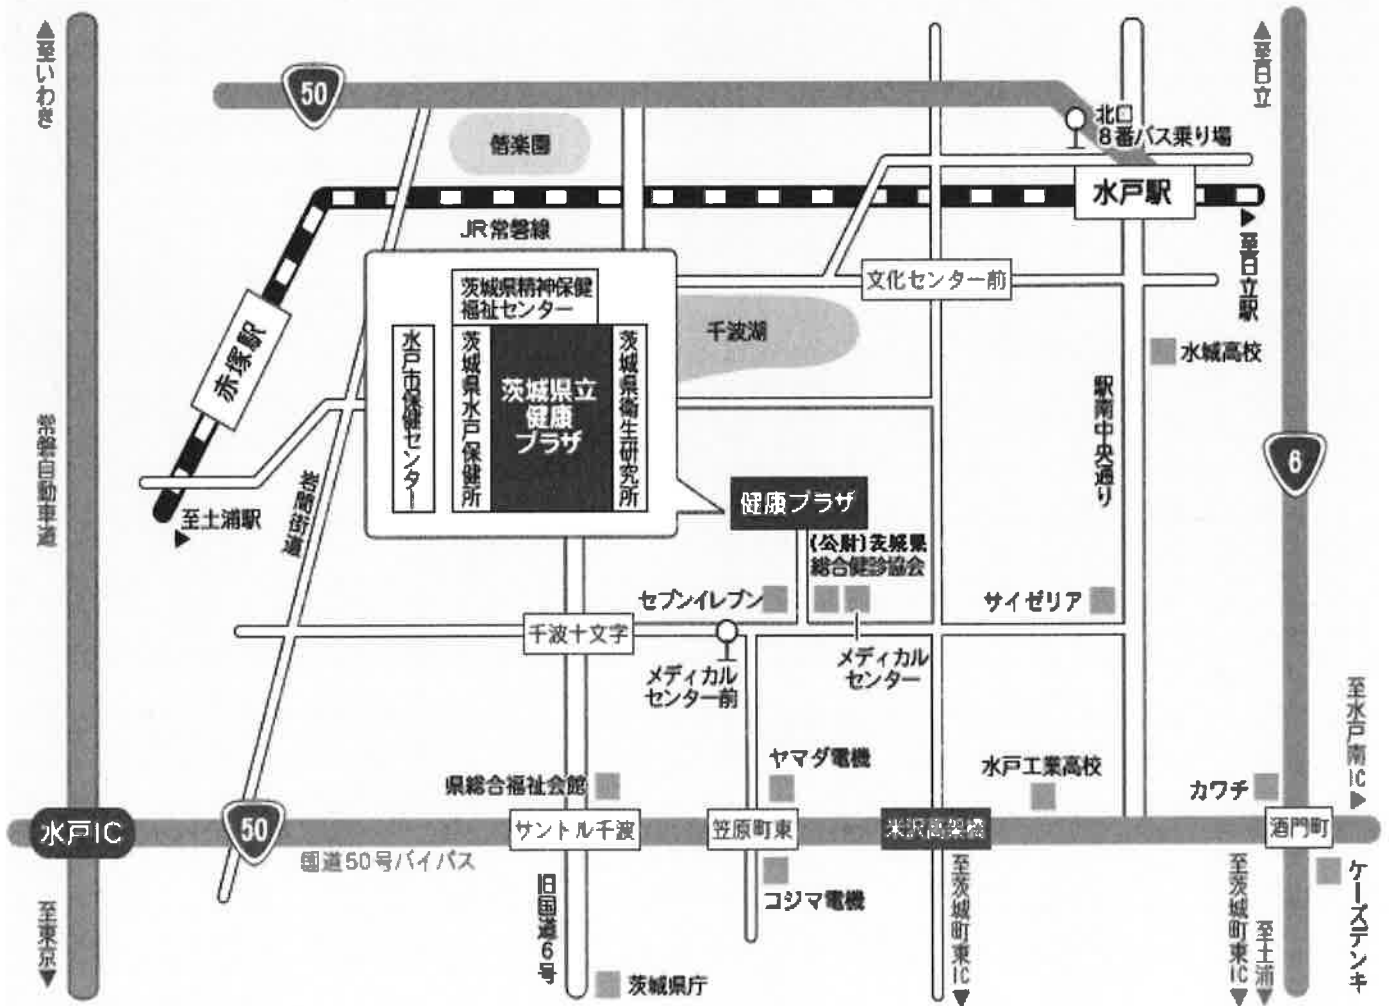 ▲至いわき
50
偕楽園
北口
8番バス乗り場
▲至日立
JR常磐線
水戸駅
▶至日立駅
文化センター前
茨城県精神保健
福祉センター
水戸市保健センター
茨城県水戸保健所
茨城県立
健康
プラザ
茨城県衛生研究所
千波湖
水城高校
赤塚駅
駅南中央通り
常磐自動車道
6
岩間街道
至土浦駅
▶
健康プラザ
(公財)茨城県
総合健診協会
セブンイレブン
サイゼリア
千波十文字
メディカル
センター前
メディカル
センター
至水戸南IC▶
ヤマダ電機
水戸工業高校
県総合福祉会館
カワチ
水戸IC
50
サントル千波
笠原町東
米沢高架橋
酒門町
国道50号バイパス
コジマ電機
ケーズデンキ
旧国道6号
至東京▼
至茨城町東IC▼
至茨城町東IC▼
至土浦▼
茨城県庁